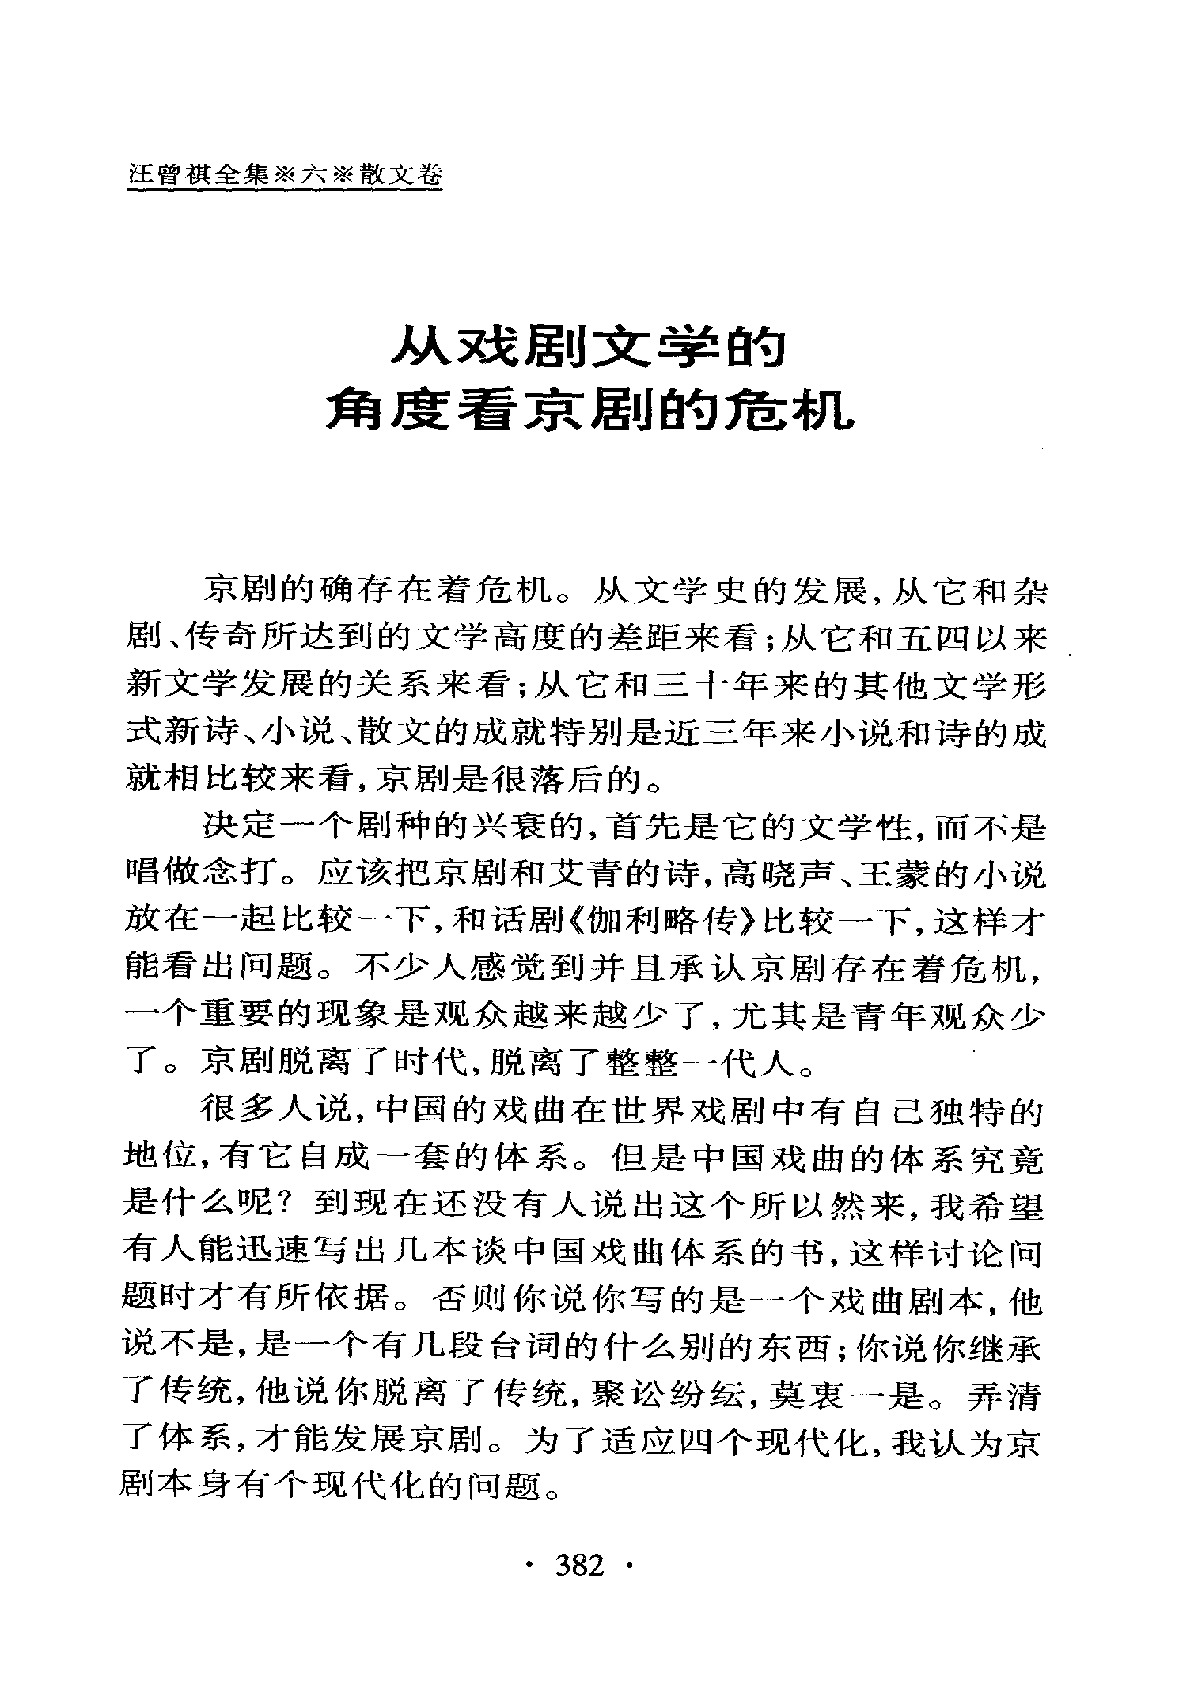 汪曾祺全集※六※散文卷
从戏剧文学的
角度看京剧的危机
京剧的确存在着危机。从文学史的发展,从它和杂
剧、传奇所达到的文学高度的差距来看;从它和五四以来
新文学发展的关系来看;从它和三十年来的其他文学形
式新诗、小说、散文的成就特别是近三年来小说和诗的成
就相比较来看,京剧是很落后的。
决定一个剧种的兴衰的,首先是它的文学性,而不是
唱做念打。应该把京剧和艾青的诗,高晓声、王蒙的小说
放在一起比较一下,和话剧《伽利略传》比较一下,这样才
能看出问题。不少人感觉到并且承认京剧存在着危机,
一个重要的现象是观众越来越少了,尤其是青年观众少
了。京剧脱离了时代,脱离了整整一代人。
很多人说,中国的戏曲在世界戏剧中有自己独特的
地位,有它自成一套的体系。但是中国戏曲的体系究竟
是什么呢?到现在还没有人说出这个所以然来,我希望
有人能迅速写出几本谈中国戏曲体系的书,这样讨论问
题时才有所依据。否则你说你写的是一个戏曲剧本,他
说不是,是一个有几段台词的什么别的东西;你说你继承
了传统,他说你脱离了传统,聚讼纷纭,莫衷一是。弄清
了体系,才能发展京剧。为了适应四个现代化,我认为京
剧本身有个现代化的问题。
· 382 ·